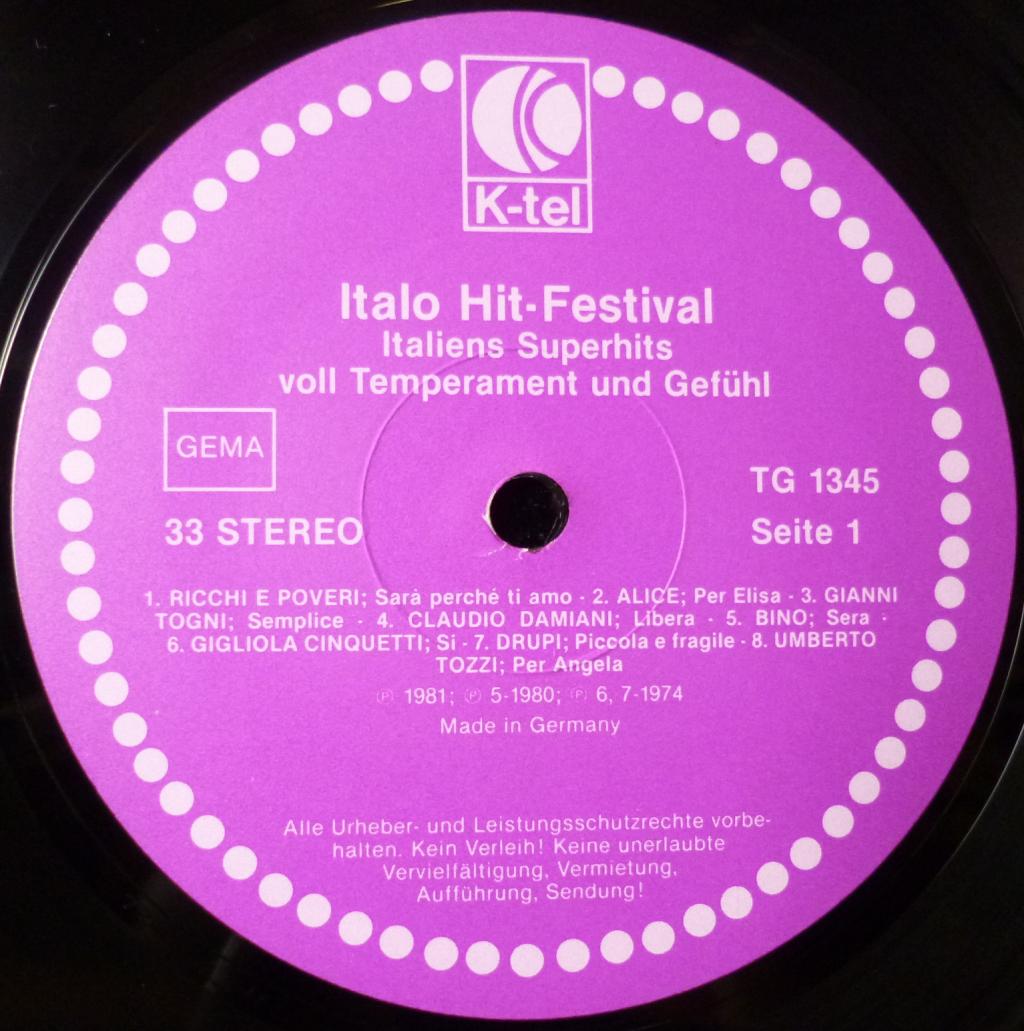 K-tel
Italo Hit-Festival
Italiens Superhits
voll Temperament und Gefühl
GEMA
TG 1345
33 STEREO
Seite 1
1. RICCHI E POVERI; Sarà perché ti amo - 2. ALICE; Per Elisa - 3. GIANNI
TOGNI; Semplice - 4. CLAUDIO DAMIANI; Libera - 5. BINO; Sera -
6. GIGLIOLA CINQUETTI; Si - 7. DRUPI; Piccola e fragile - 8. UMBERTO
TOZZI; Per Angela
Ⓟ 1981; Ⓟ 5-1980; Ⓟ 6, 7-1974
Made in Germany
Alle Urheber- und Leistungsschutzrechte vorbe-
halten. Kein Verleih! Keine unerlaubte
Vervielfältigung, Vermietung,
Aufführung, Sendung!